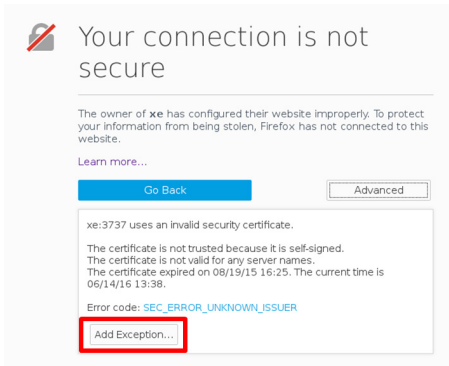 Your connection is not
secure
The owner of xe has configured their website improperly. To protect
your information from being stolen, Firefox has not connected to this
website.
Learn more...
Go Back
Advanced
xe:3737 uses an invalid security certificate.
The certificate is not trusted because it is self-signed.
The certificate is not valid for any server names.
The certificate expired on 08/19/15 16:25. The current time is
06/14/16 13:38.
Error code: SEC_ERROR_UNKNOWN_ISSUER
Add Exception...